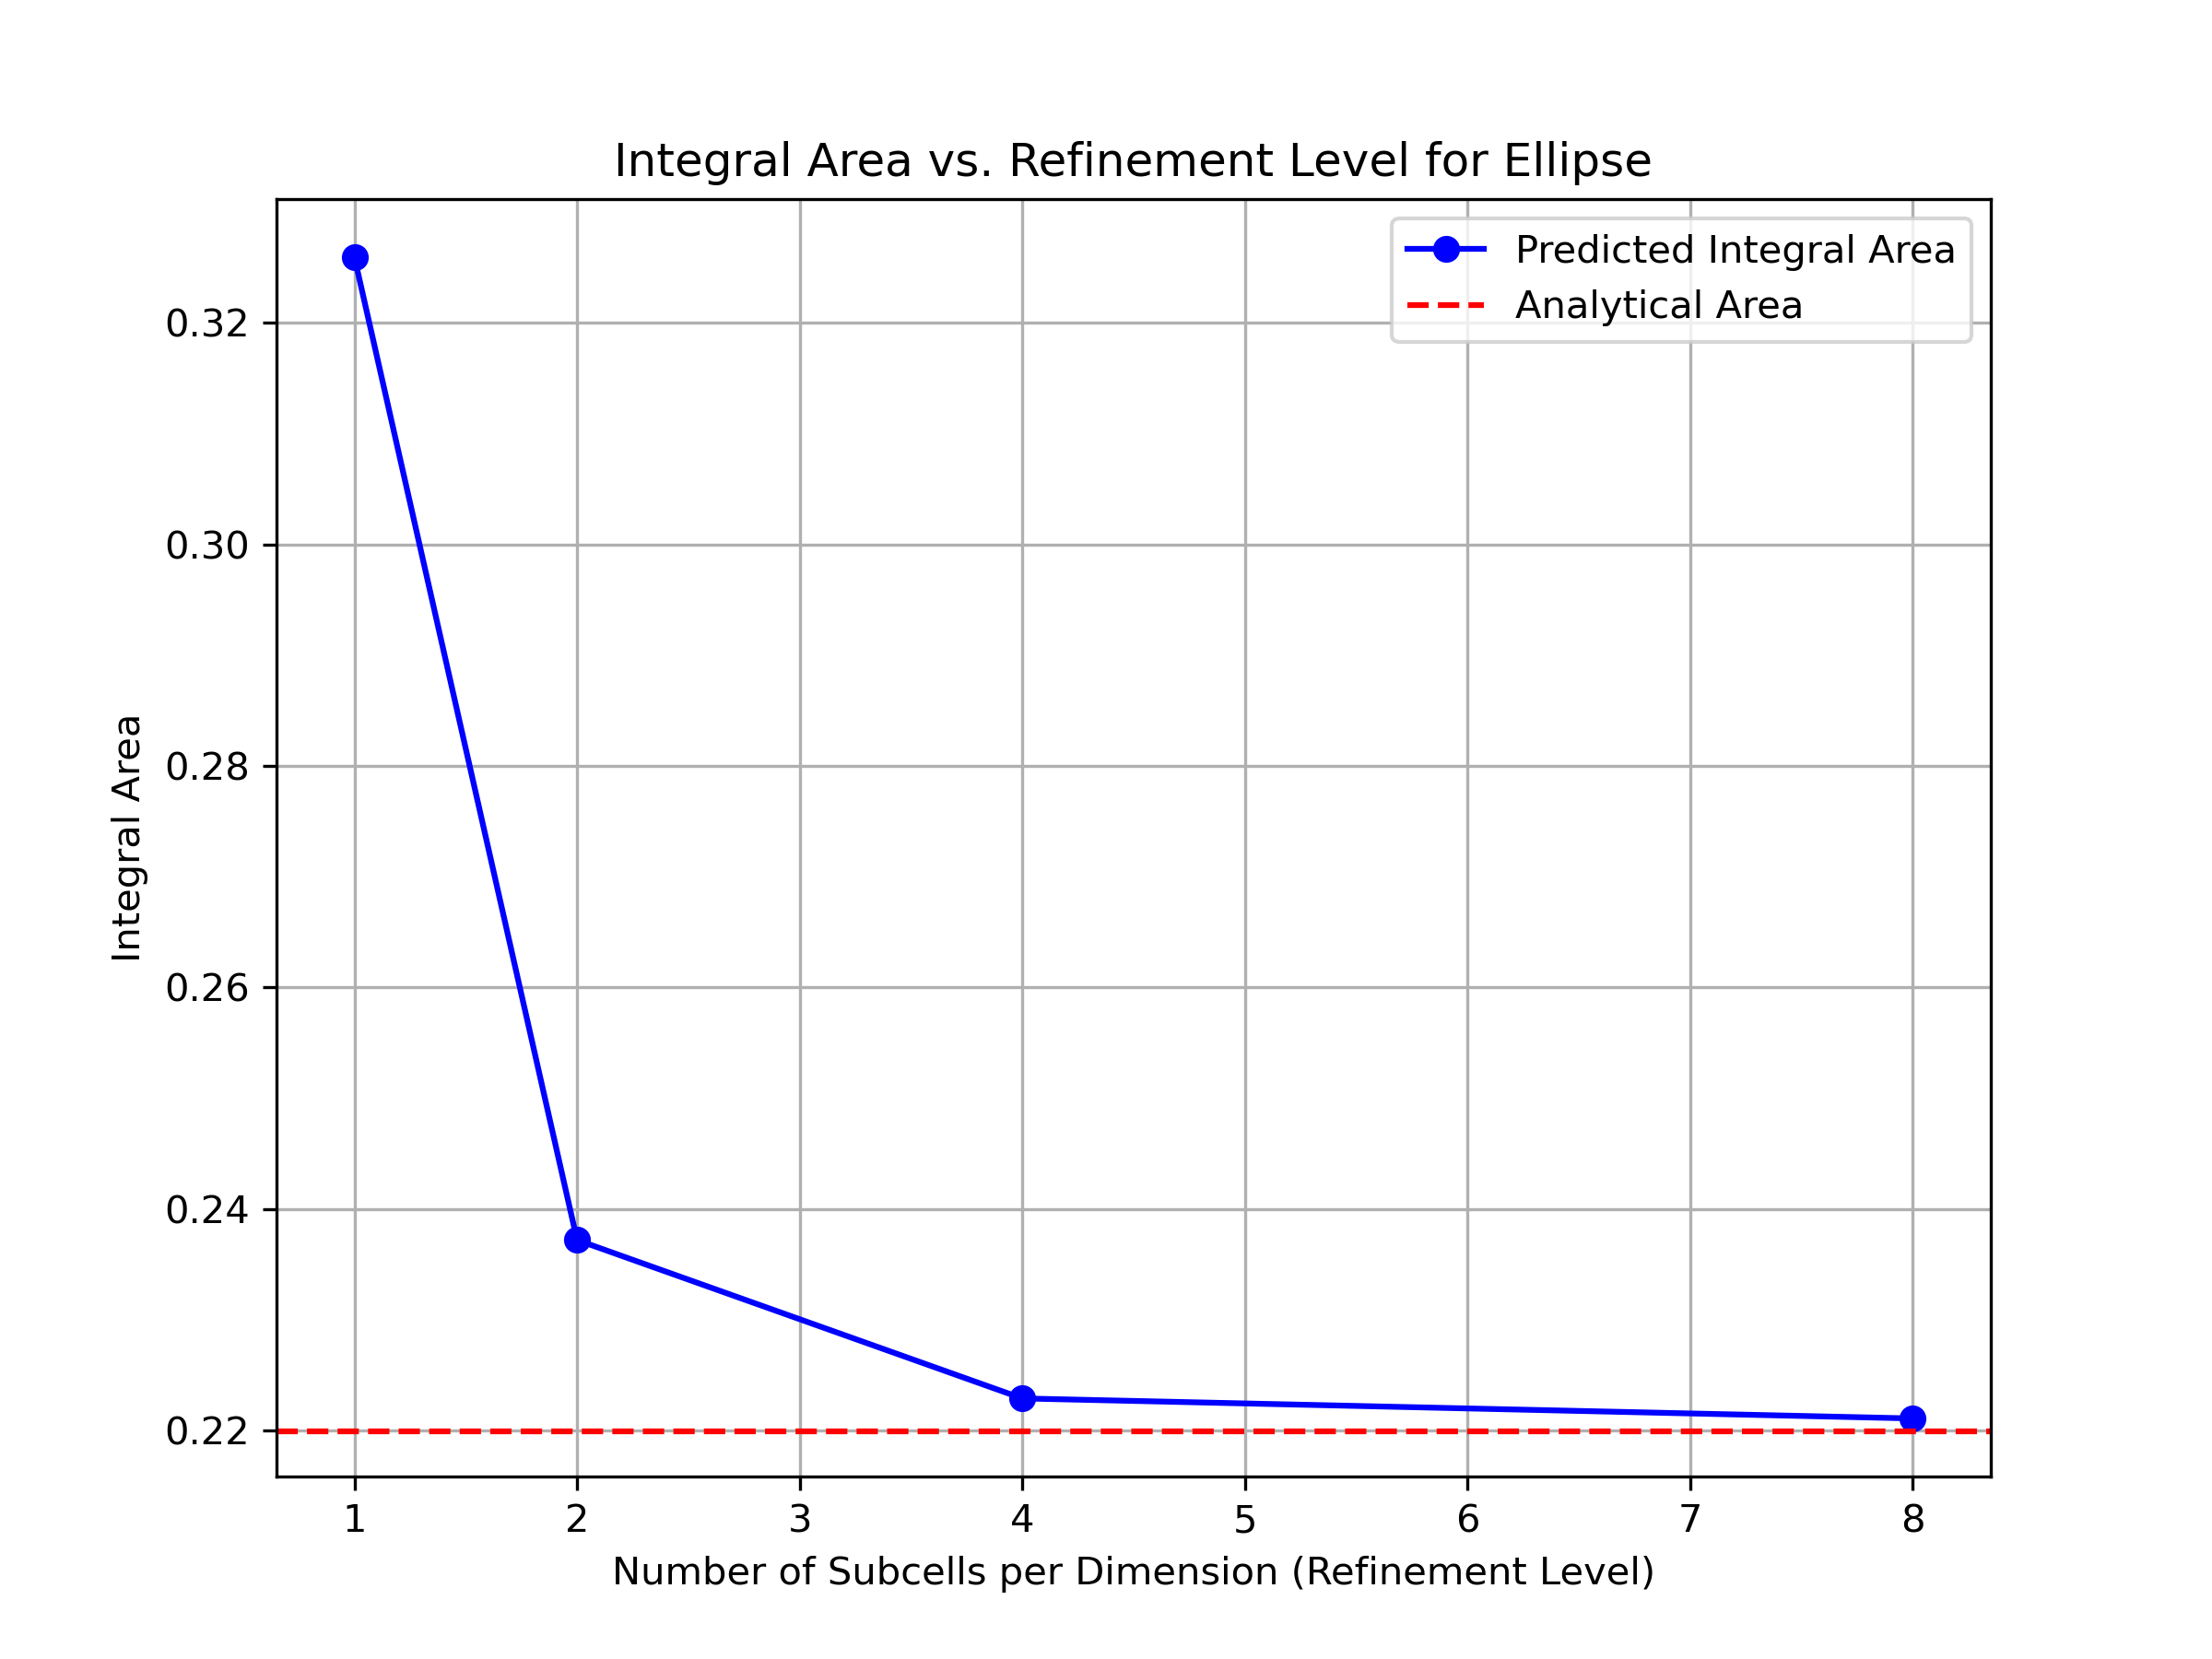 Integral Area vs. Refinement Level for Ellipse
Predicted Integral Area
Analytical Area
Integral Area
0.32
0.30
0.28
0.26
0.24
0.22
1 2 3 4 5 6 7 8
Number of Subcells per Dimension (Refinement Level)